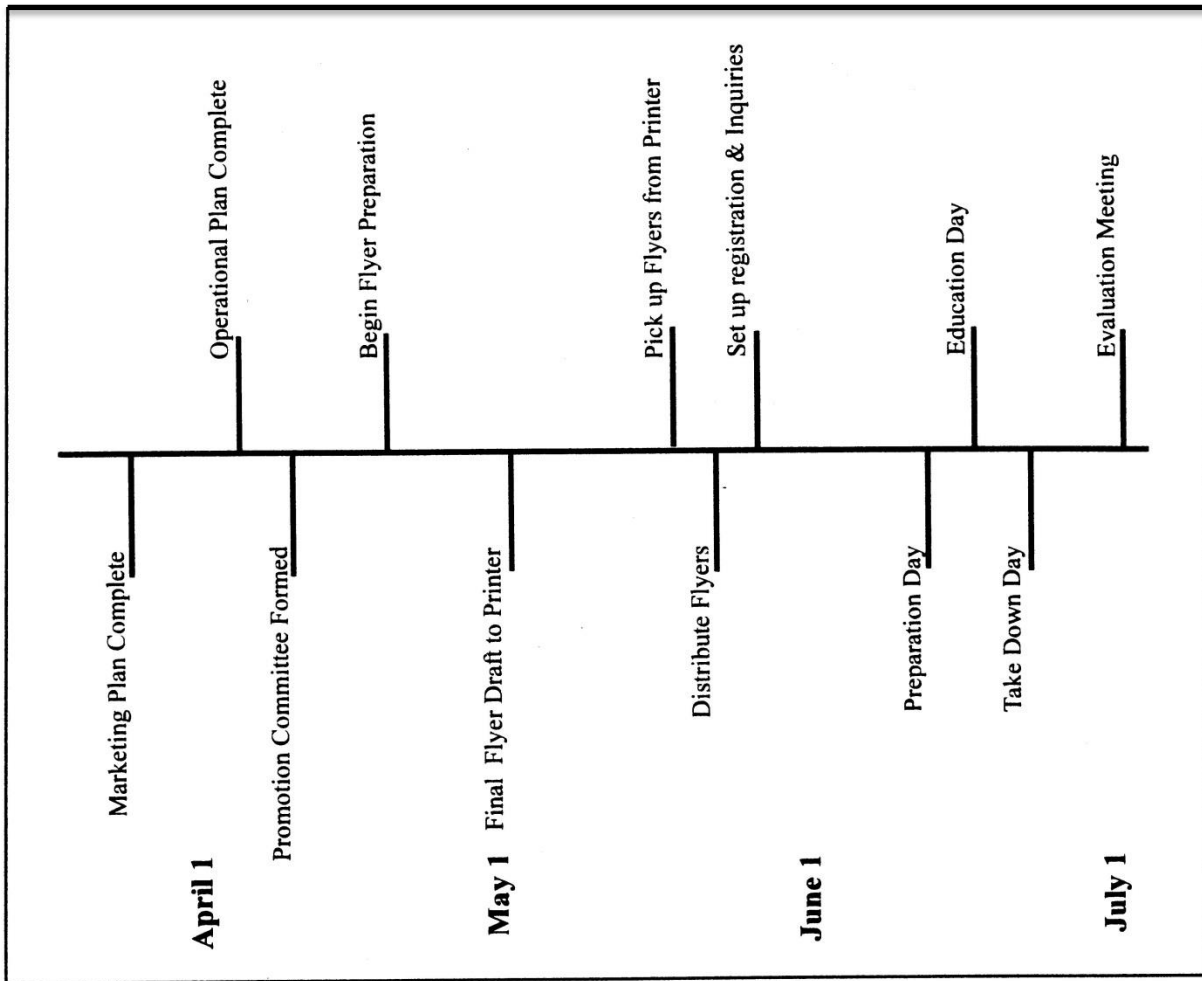 Marketing Plan Complete
Operational Plan Complete
Promotion Committee Formed
Begin Flyer Preparation
Final Flyer Draft to Printer
Pick up Flyers from Printer
Distribute Flyers
Set up registration & Inquiries
Preparation Day
Education Day
Take Down Day
Evaluation Meeting
April 1
May 1
June 1
July 1